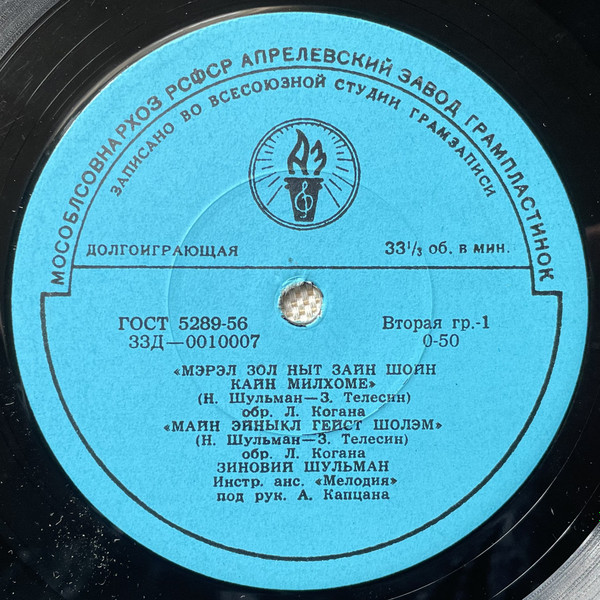 МОСОБЛСОВНАРХОЗ РСФСР АПРЕЛЕВСКИЙ ЗАВОД ГРАМПЛАСТИНОК
ЗАПИСАНО ВО ВСЕСОЮЗНОЙ СТУДИИ ГРАМЗАПИСИ
АЗ
ДОЛГОИГРАЮЩАЯ 33⅓ об. в мин.
ГОСТ 5289-56 Вторая гр.-1
33Д—0010007 0-50
«МЭРЭЛ ЗОЛ НЫТ ЗАЙН ШОЙН
КАЙН МИЛХОМЕ»
(Н. Шульман—З. Телесин)
обр. Л. Когана
«МАЙН ЭЙНЫКЛ ГЕЙСТ ШОЛЭМ»
(Н. Шульман—З. Телесин)
обр. Л. Когана
ЗИНОВИЙ ШУЛЬМАН
Инстр. анс. «Мелодия»
под рук. А. Капцана